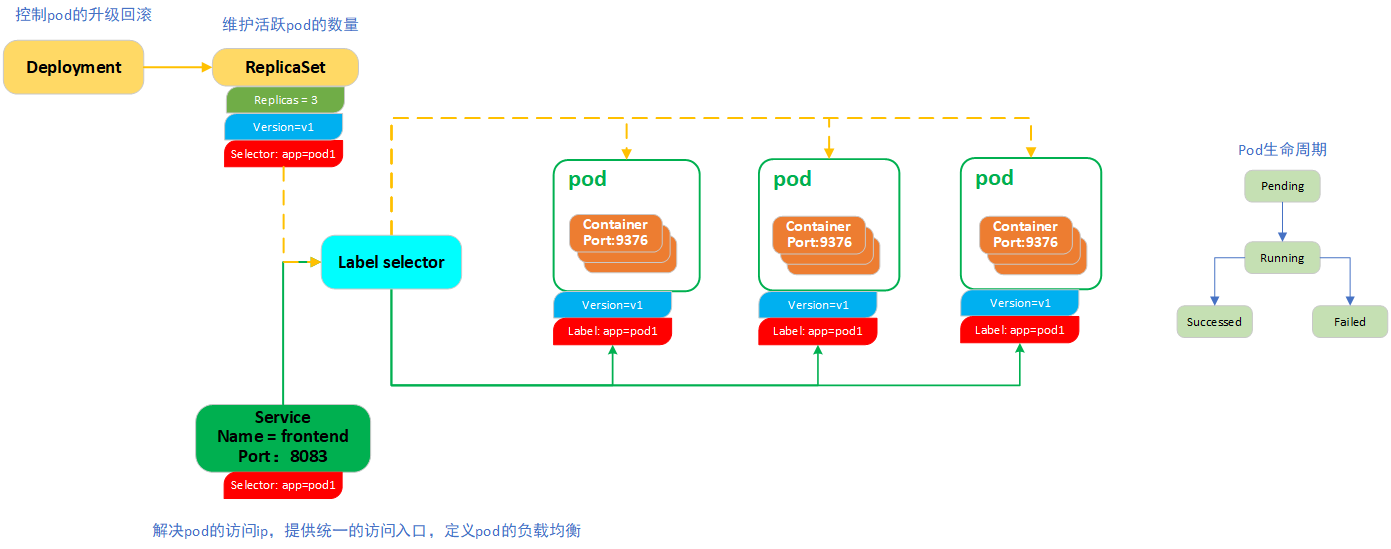 控制pod的升级回滚
维护活跃pod的数量
Deployment
ReplicaSet
Replicas = 3
Version=v1
Selector: app=pod1
Label selector
pod
Container
Port:9376
Version=v1
Label: app=pod1
pod
Container
Port:9376
Version=v1
Label: app=pod1
pod
Container
Port:9376
Version=v1
Label: app=pod1
Pod生命周期
Pending
Running
Successed
Failed
Service
Name = frontend
Port：8083
Selector: app=pod1
解决pod的访问ip，提供统一的访问入口，定义pod的负载均衡